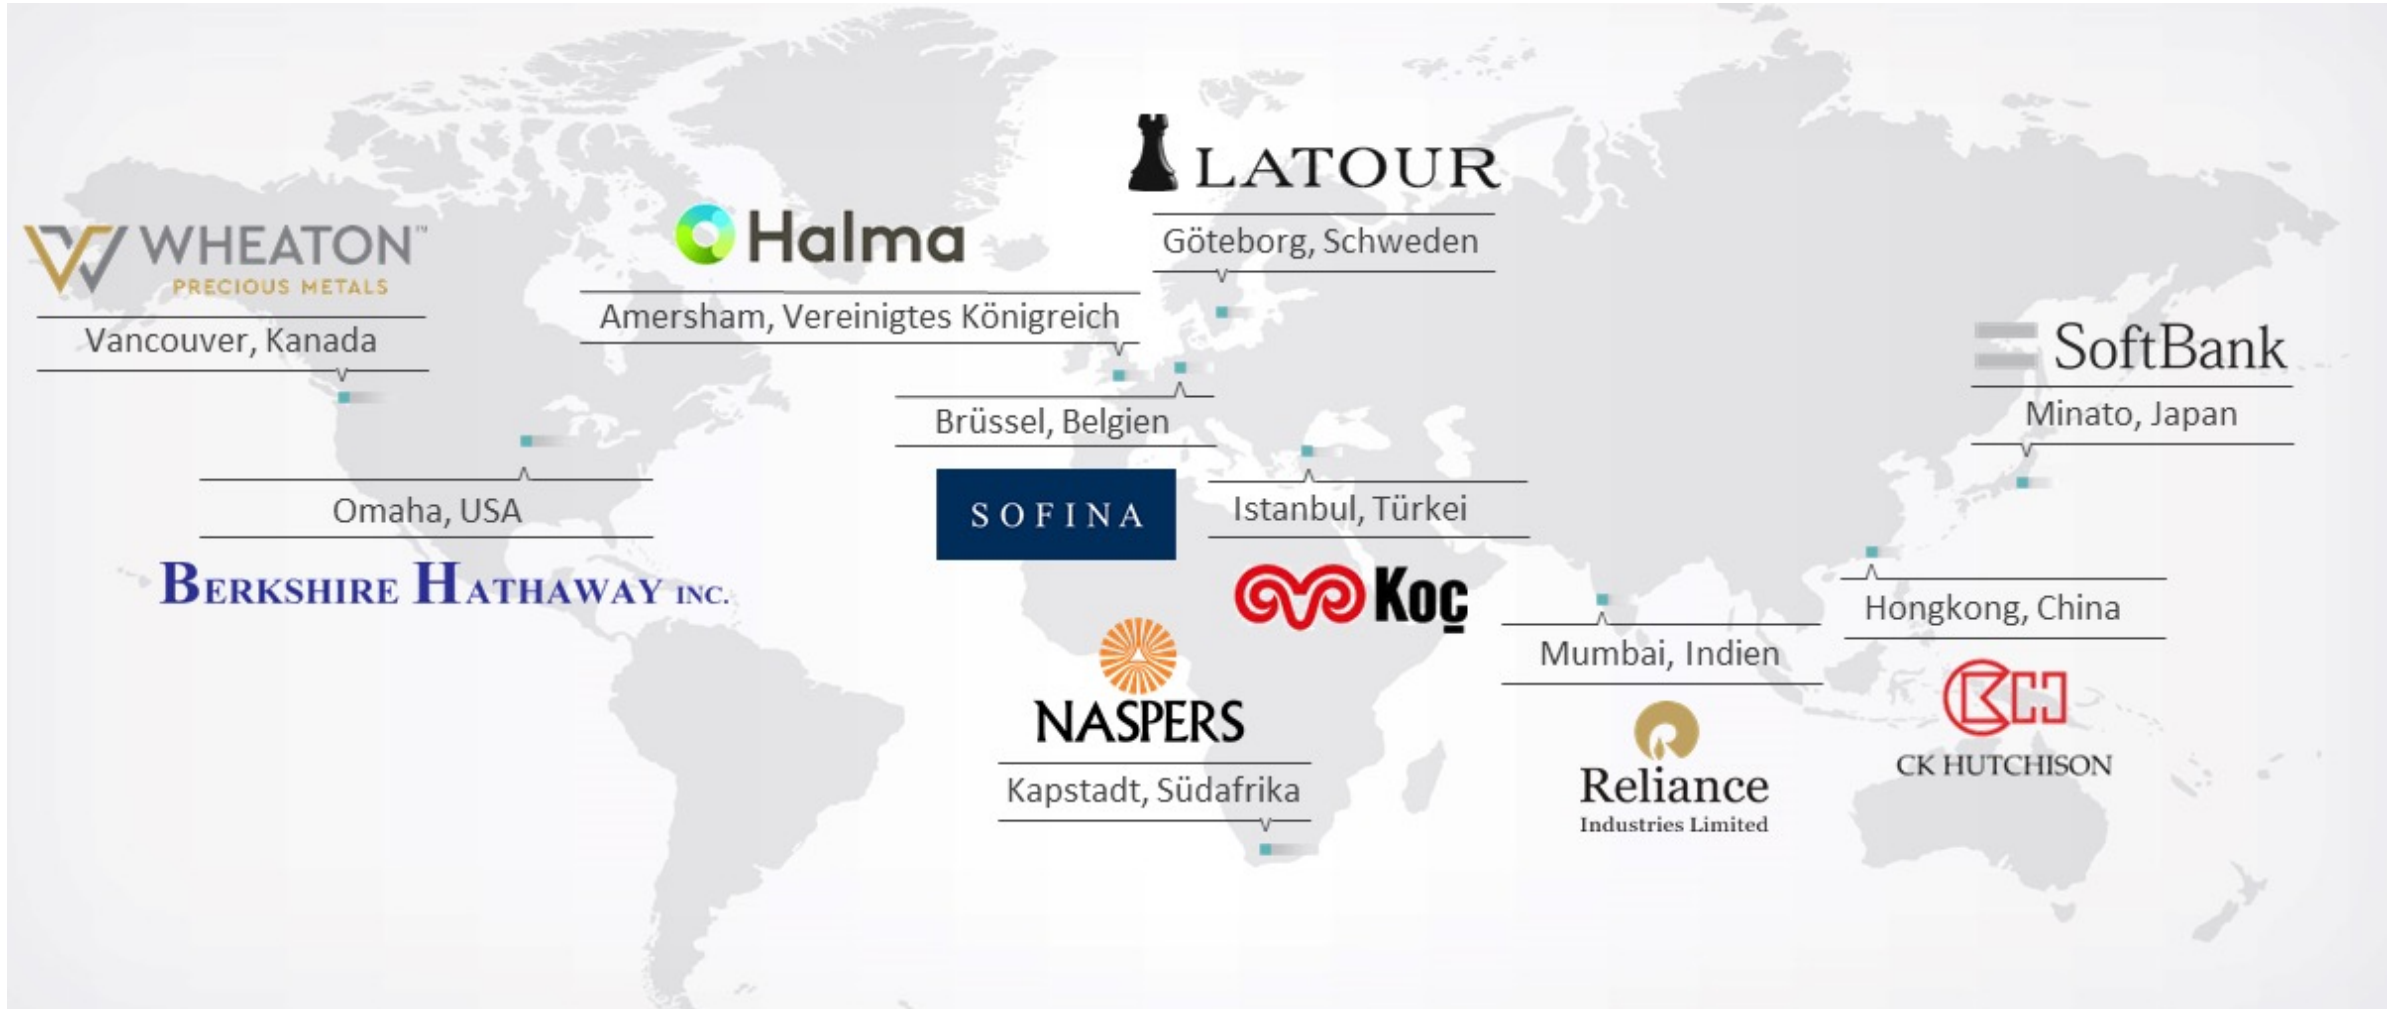 WHEATON™
PRECIOUS METALS
Vancouver, Kanada
Omaha, USA
BERKSHIRE HATHAWAY INC.
Halma
Amersham, Vereinigtes Königreich
LATOUR
Göteborg, Schweden
Brüssel, Belgien
SOFINA
Istanbul, Türkei
Koç
NASPERS
Kapstadt, Südafrika
Mumbai, Indien
Reliance
Industries Limited
SoftBank
Minato, Japan
Hongkong, China
CKH
CK HUTCHISON